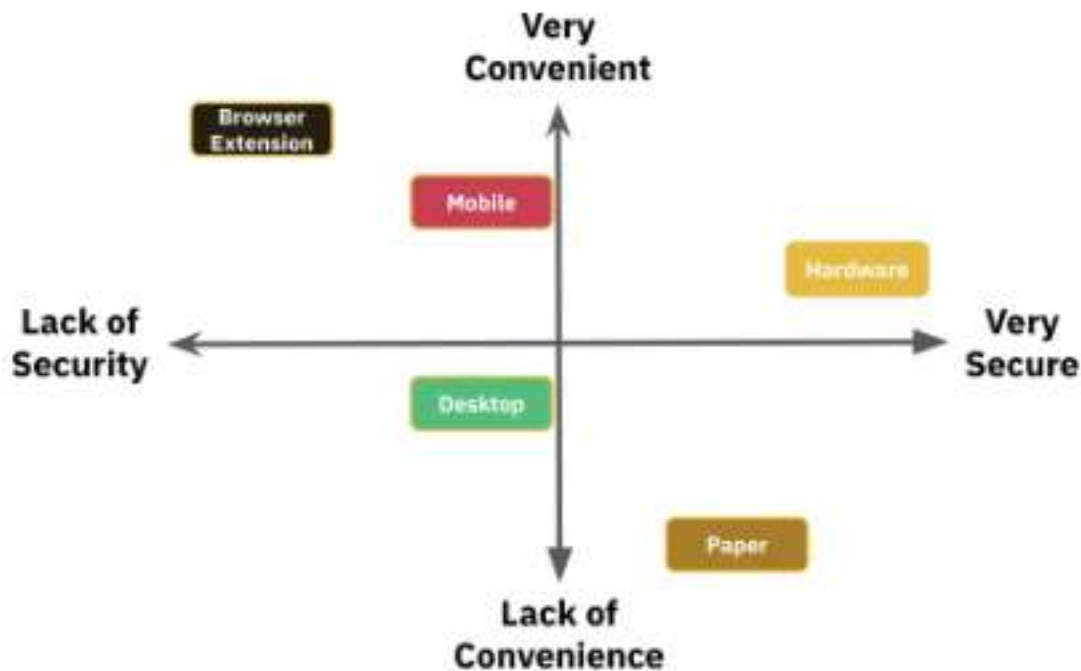 Very
Convenient
Browser
Extension
Mobile
Hardware
Lack of
Security
Very
Secure
Desktop
Paper
Lack of
Convenience